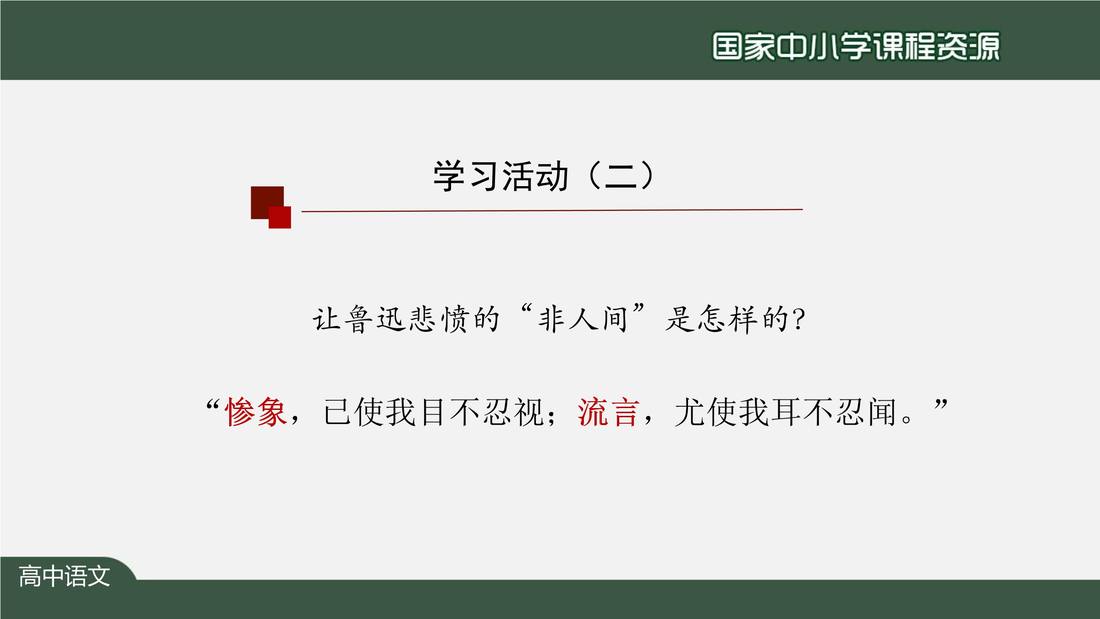 国家中小学课程资源
学习活动（二）
让鲁迅悲愤的“非人间”是怎样的?
“惨象，已使我目不忍视；流言，尤使我耳不忍闻。”
高中语文